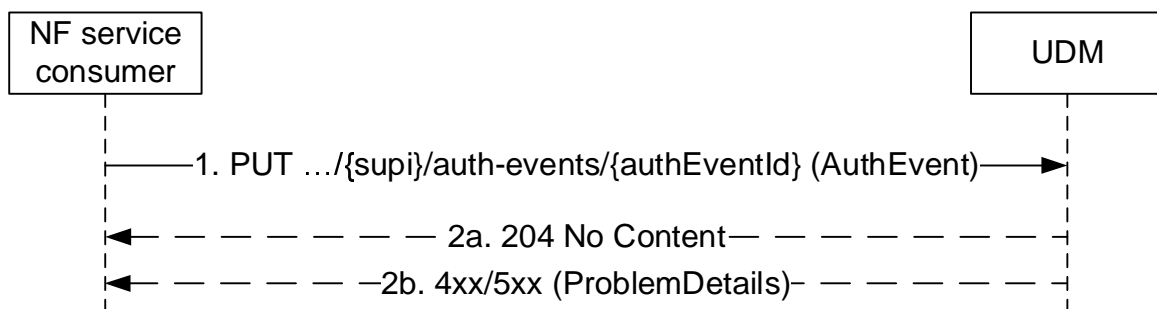 NF service
consumer
UDM
1. PUT …/{supi}/auth-events/{authEventId} (AuthEvent)
2a. 204 No Content
2b. 4xx/5xx (ProblemDetails)